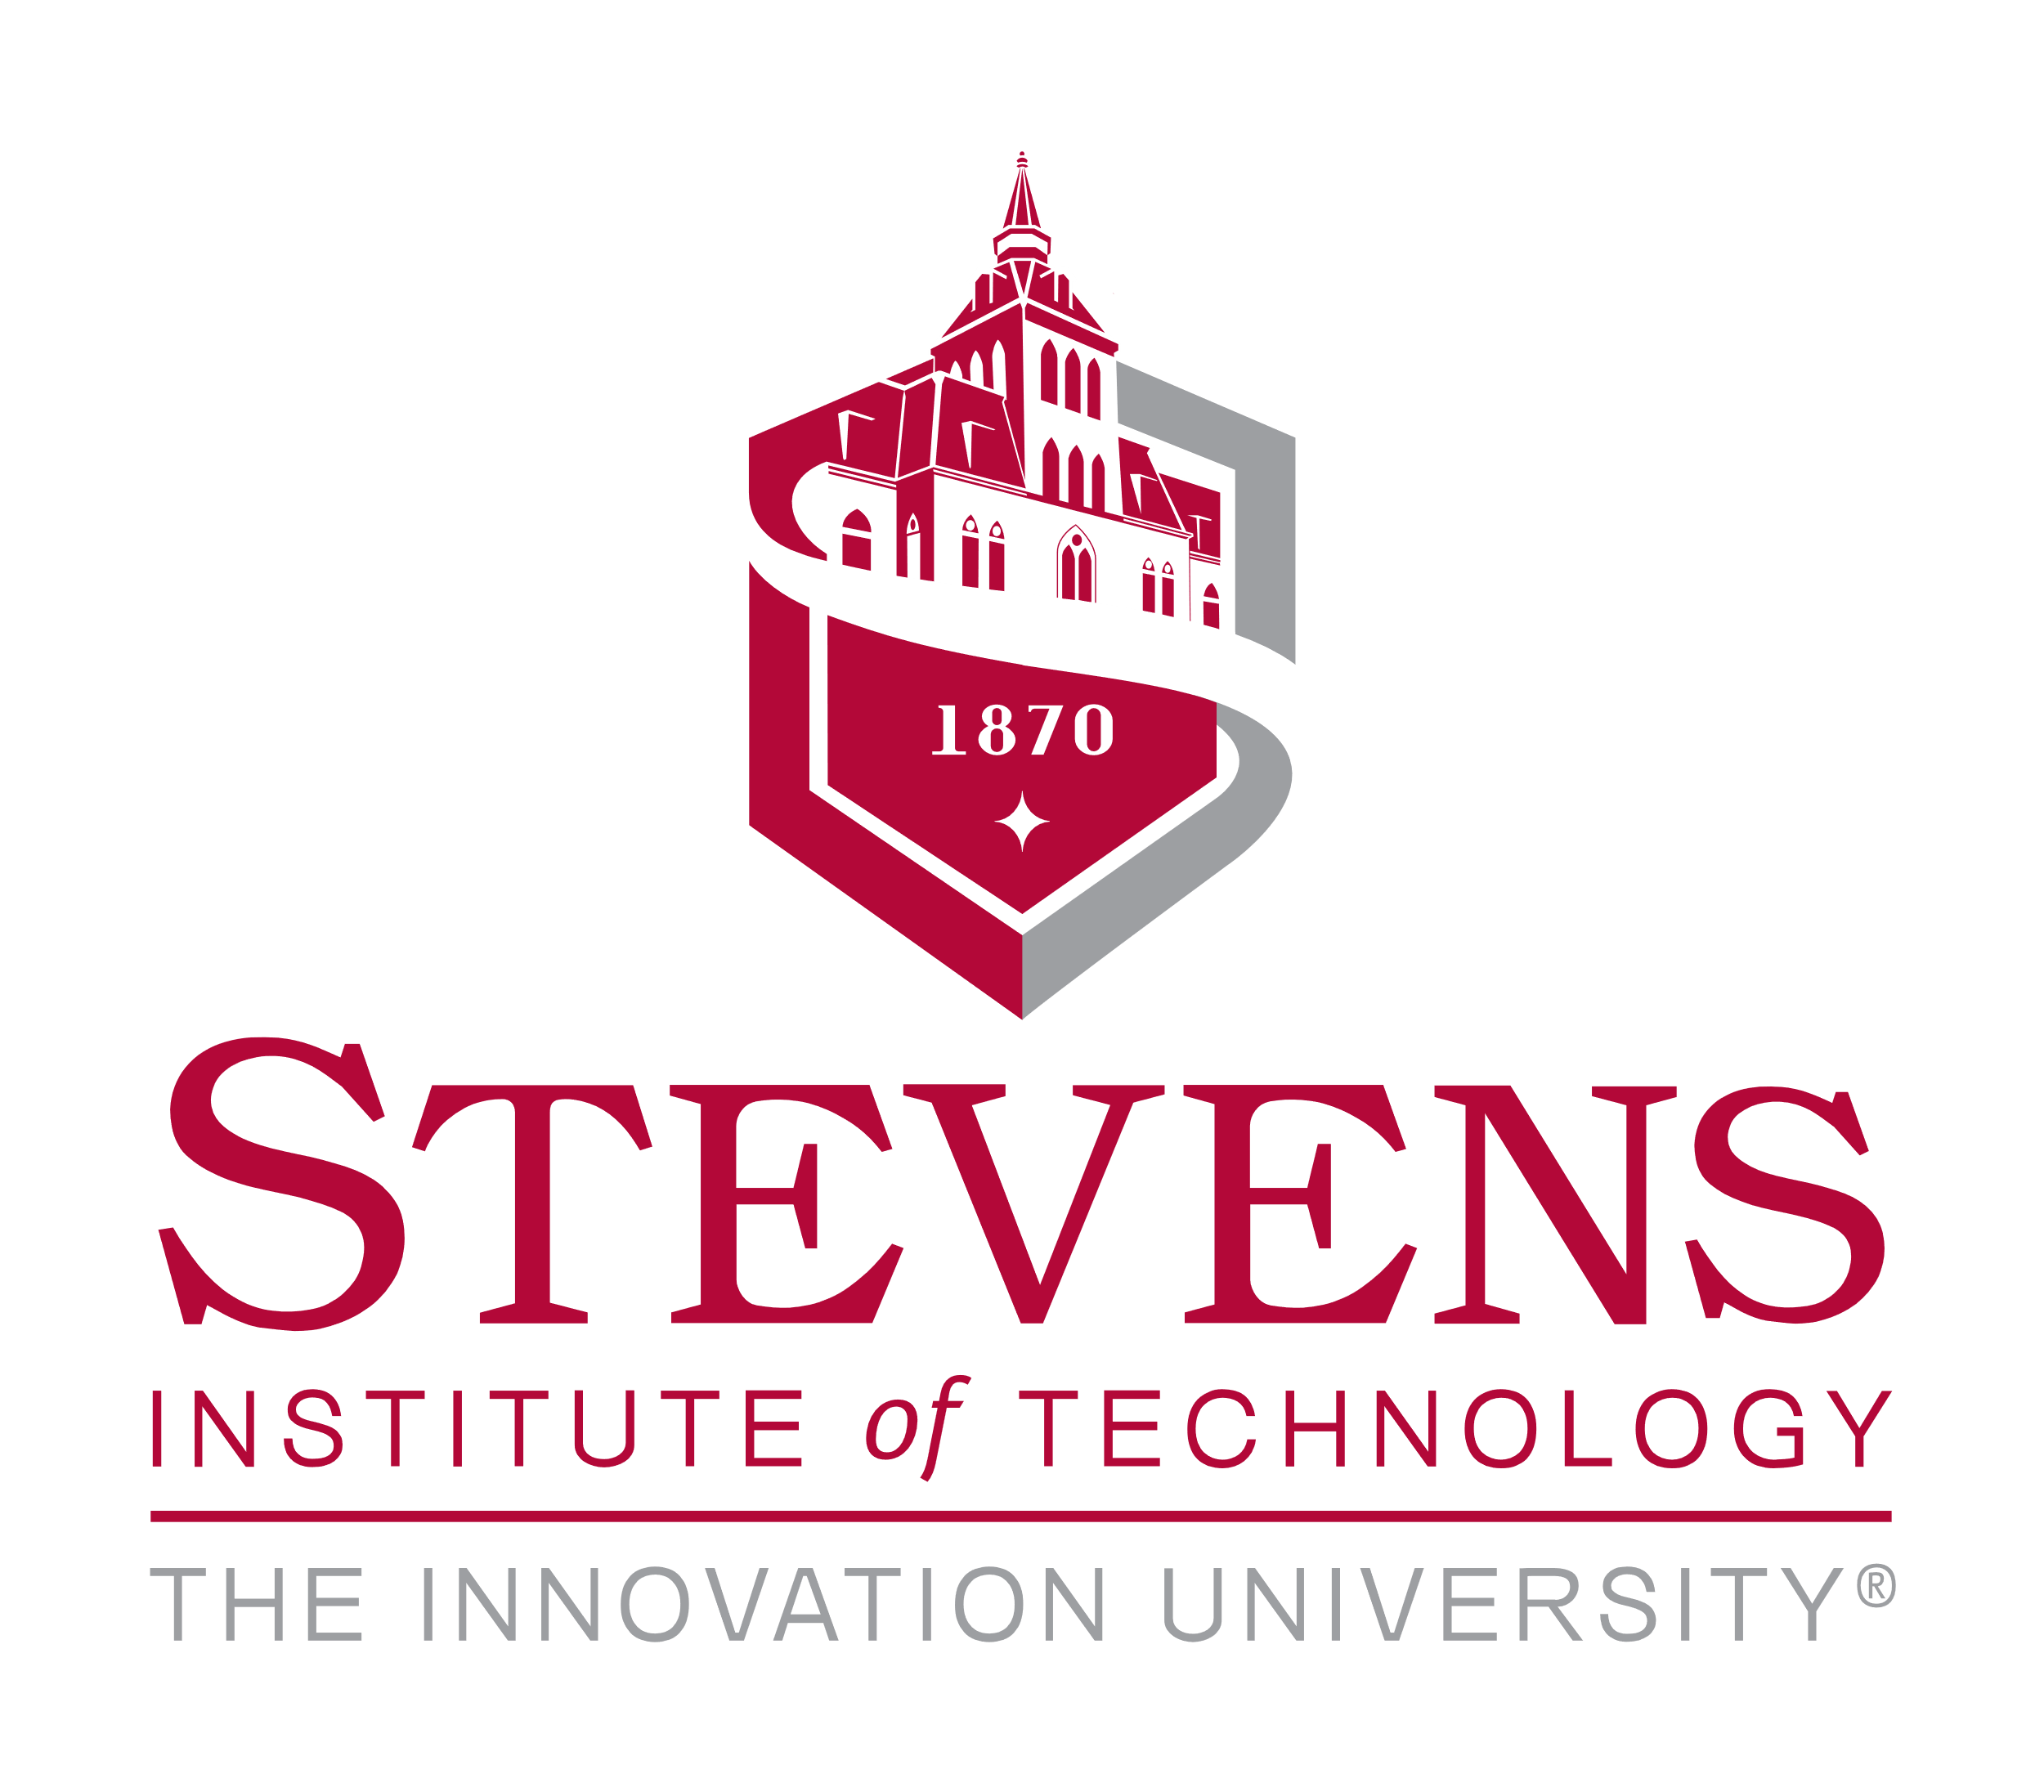 1870
STEVENS
INSTITUTE of TECHNOLOGY
THE INNOVATION UNIVERSITY®